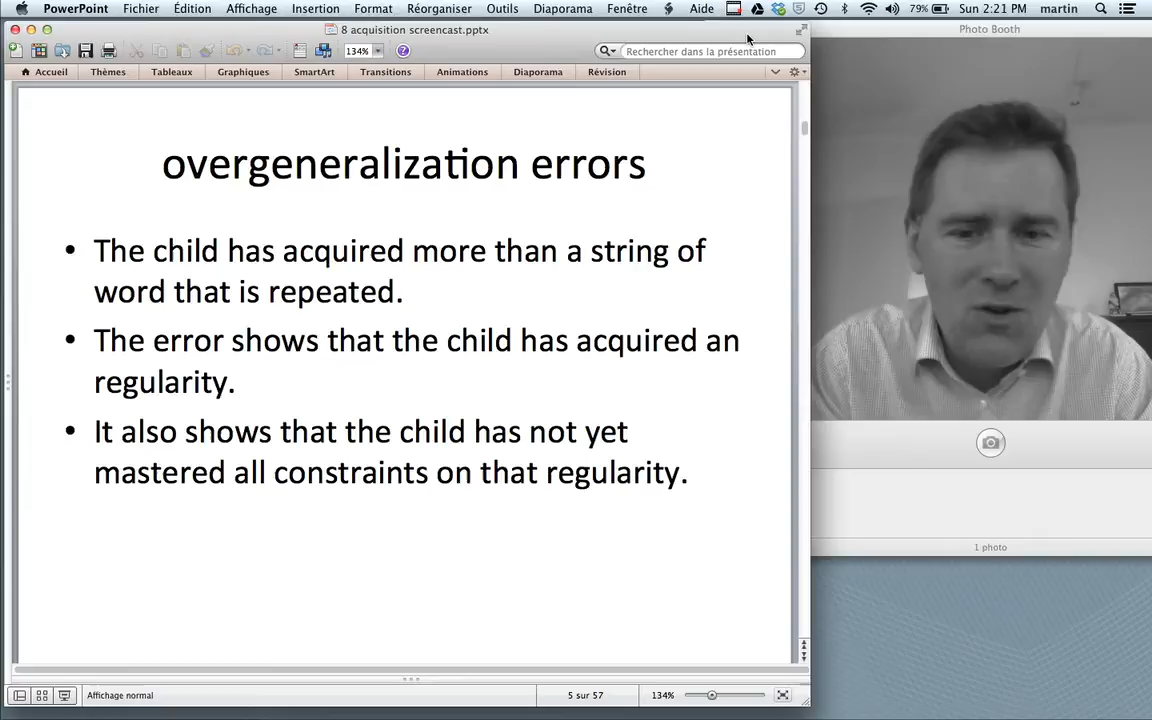 PowerPoint Fichier Édition Affichage Insertion Format Réorganiser Outils Diaporama Fenêtre Aide 79% Sun 2:21 PM martin
8 acquisition screencast.pptx
Photo Booth
134%
Rechercher dans la présentation
Accueil Thèmes Tableaux Graphiques SmartArt Transitions Animations Diaporama Révision
overgeneralization errors
• The child has acquired more than a string of
word that is repeated.
• The error shows that the child has acquired an
regularity.
• It also shows that the child has not yet
mastered all constraints on that regularity.
1 photo
Affichage normal 5 sur 57 134%